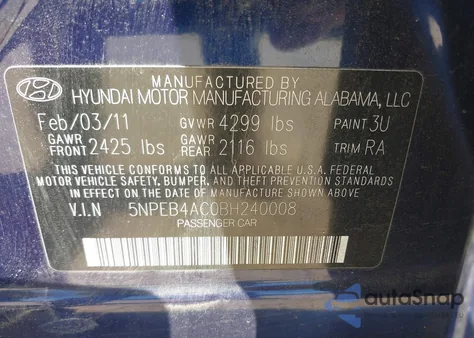 MANUFACTURED BY
HYUNDAI MOTOR MANUFACTURING ALABAMA, LLC
Feb/03/11 GVWR 4299 lbs PAINT 3U
GAWR FRONT 2425 lbs GAWR REAR 2116 lbs TRIM RA
THIS VEHICLE CONFORMS TO ALL APPLICABLE U.S.A. FEDERAL
MOTOR VEHICLE SAFETY, BUMPER, AND THEFT PREVENTION STANDARDS
IN EFFECT ON THE DATE OF MANUFACTURE SHOWN ABOVE.
V.I.N 5NPEB4AC0BH240008
PASSENGER CAR
autoSnap